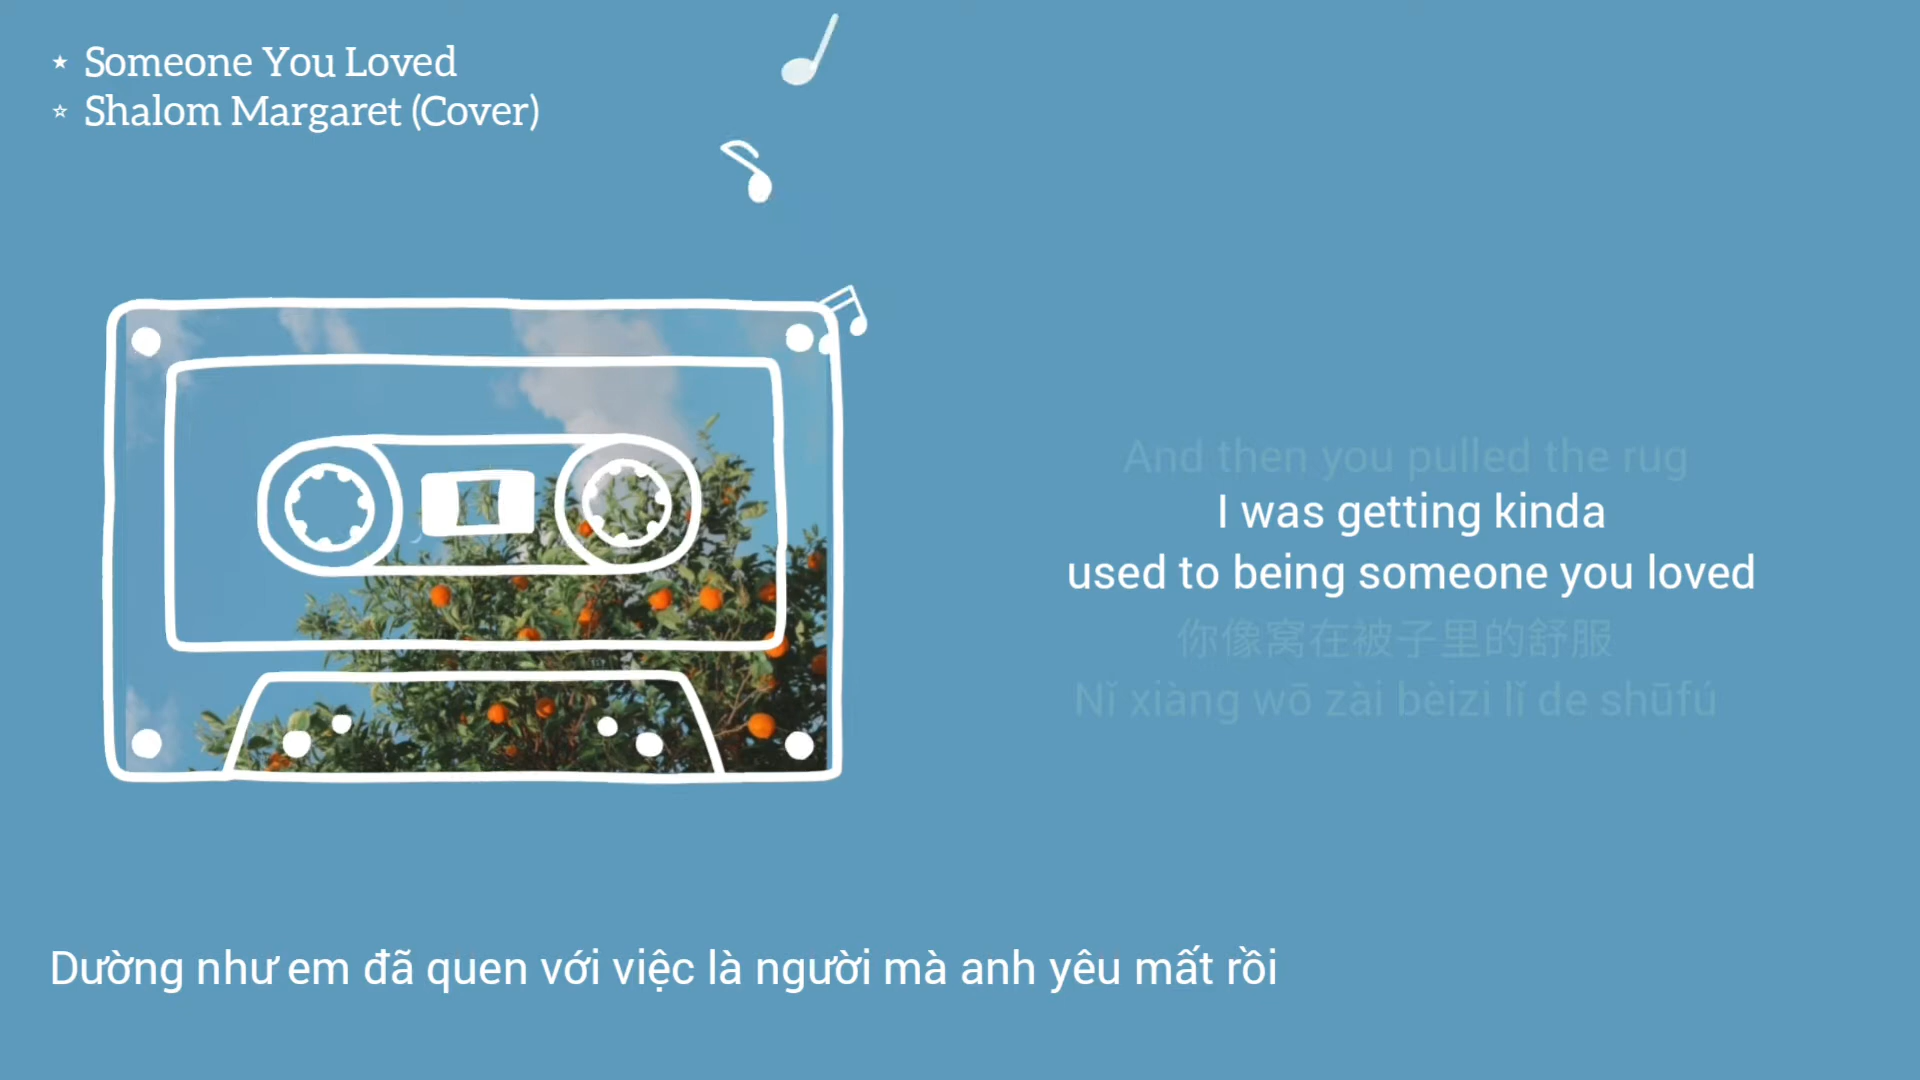 ⋆ Someone You Loved
⭒ Shalom Margaret (Cover)
And then you pulled the rug
I was getting kinda
used to being someone you loved
你像窝在被子里的舒服
Nǐ xiàng wō zài bèizi lǐ de shūfú
Dường như em đã quen với việc là người mà anh yêu mất rồi